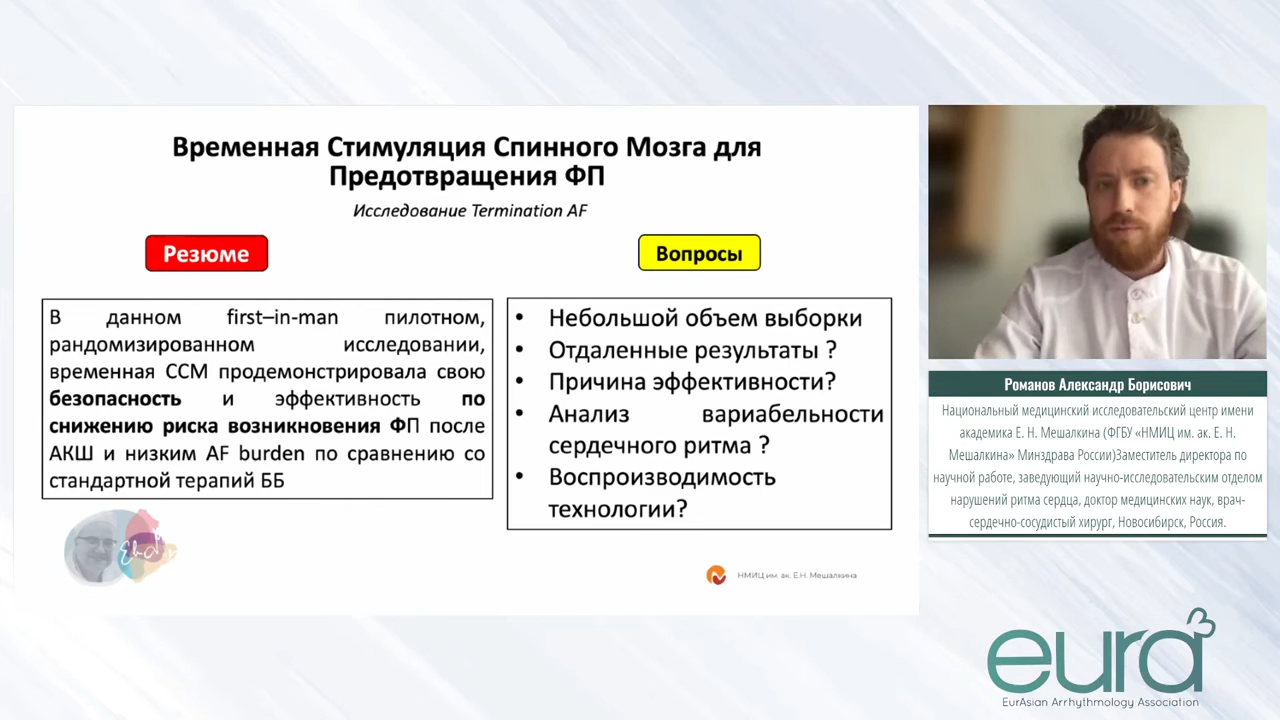 Временная Стимуляция Спинного Мозга для
Предотвращения ФП
Исследование Termination AF
Резюме
Вопросы
В данном first–in-man пилотном,
рандомизированном исследовании,
временная ССМ продемонстрировала свою
безопасность и эффективность по
снижению риска возникновения ФП после
АКШ и низким AF burden по сравнению со
стандартной терапий ББ
• Небольшой объем выборки
• Отдаленные результаты ?
• Причина эффективности?
• Анализ вариабельности
сердечного ритма ?
• Воспроизводимость
технологии?
НМИЦ им. ак. Е.Н. Мешалкина
Романов Александр Борисович
Национальный медицинский исследовательский центр имени
академика Е. Н. Мешалкина (ФГБУ «НМИЦ им. ак. Е. Н.
Мешалкина» Минздрава России)Заместитель директора по
научной работе, заведующий научно-исследовательским отделом
нарушений ритма сердца, доктор медицинских наук, врач-
сердечно-сосудистый хирург, Новосибирск, Россия.
eura
EurAsian Arrhythmology Association